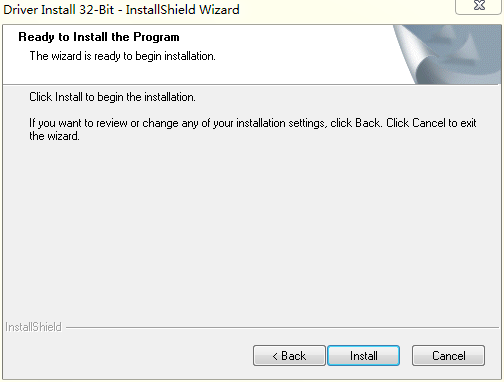 Driver Install 32-Bit - InstallShield Wizard
Ready to Install the Program
The wizard is ready to begin installation.
Click Install to begin the installation.
If you want to review or change any of your installation settings, click Back. Click Cancel to exit
the wizard.
InstallShield
< Back Install Cancel